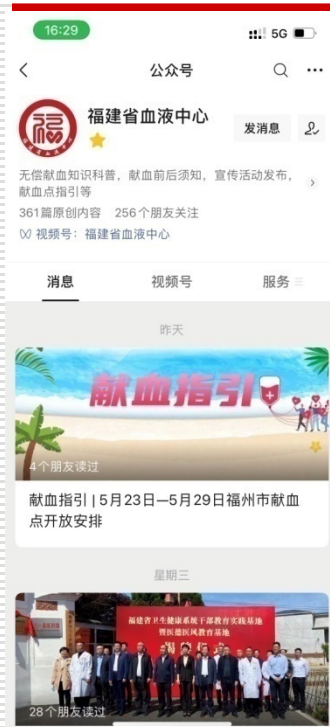 16:29
5G
公众号
福
福建省血液中心
发消息
无偿献血知识科普，献血前后须知，宣传活动发布，
献血点指引等
361篇原创内容 256个朋友关注
视频号：福建省血液中心
消息 视频号 服务
昨天
献血指引
4个朋友读过
献血指引 | 5月23日—5月29日福州市献血
点开放安排
星期三
福建省卫生健康系统干部教育实践基地
暨医德医风教育基地
28个朋友读过